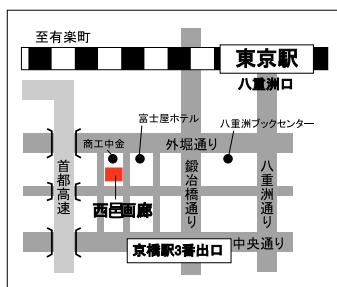 至有楽町
東京駅
八重洲口
富士屋ホテル
八重洲ブックセンター
商工中金
外堀通り
首都高速
鍛冶橋通り
八重洲通り
西邑画廊
京橋駅3番出口
中央通り